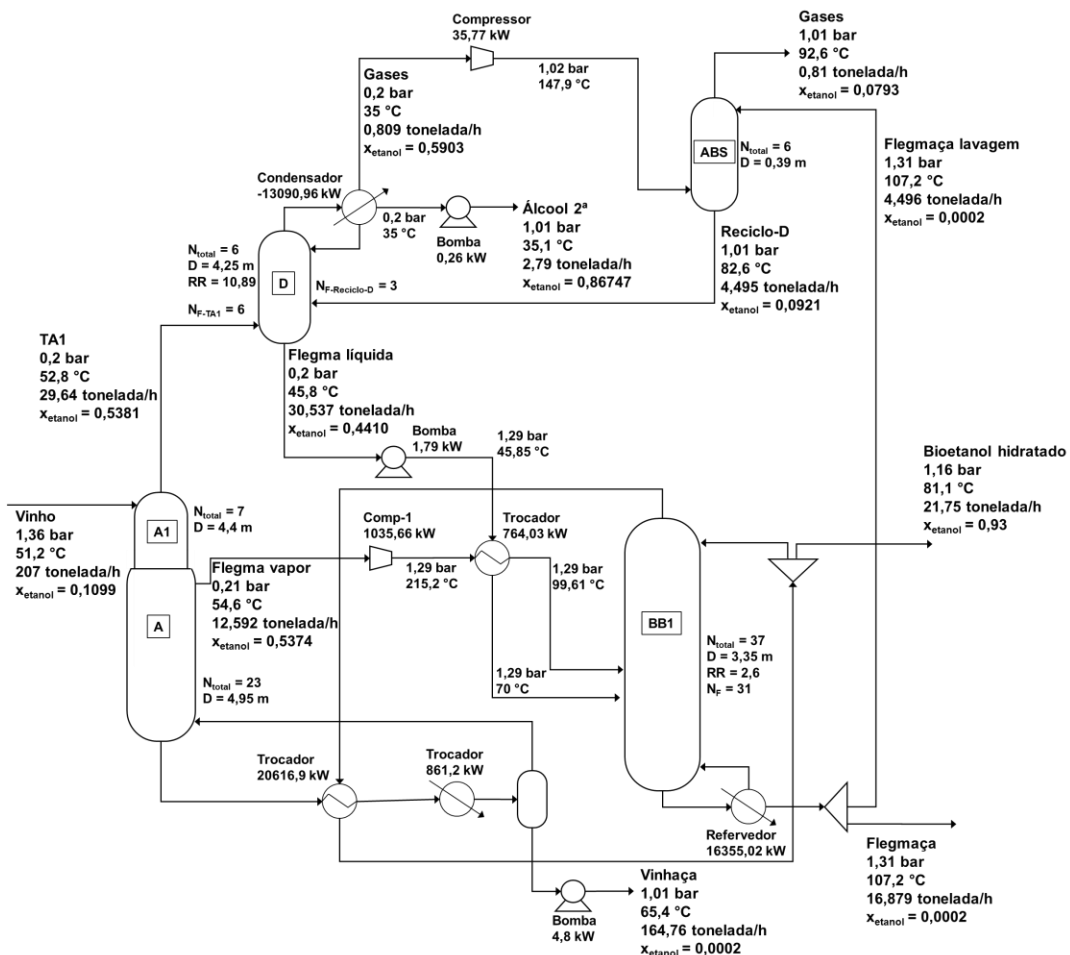 Compressor
35,77 kW
Gases
1,01 bar
92,6 °C
0,81 tonelada/h
xetanol = 0,0793
1,02 bar
147,9 °C
Gases
0,2 bar
35 °C
0,809 tonelada/h
xetanol = 0,5903
ABS
Ntotal = 6
D = 0,39 m
Flegmaça lavagem
1,31 bar
107,2 °C
4,496 tonelada/h
xetanol = 0,0002
Condensador
-13090,96 kW
0,2 bar
35 °C
Bomba
0,26 kW
Álcool 2ª
1,01 bar
35,1 °C
2,79 tonelada/h
xetanol = 0,86747
Reciclo-D
1,01 bar
82,6 °C
4,495 tonelada/h
xetanol = 0,0921
Ntotal = 6
D = 4,25 m
RR = 10,89
D
NF-Reciclo-D = 3
NF-TA1 = 6
TA1
0,2 bar
52,8 °C
29,64 tonelada/h
xetanol = 0,5381
Flegma líquida
0,2 bar
45,8 °C
30,537 tonelada/h
xetanol = 0,4410
Bomba
1,79 kW
1,29 bar
45,85 °C
Bioetanol hidratado
1,16 bar
81,1 °C
21,75 tonelada/h
xetanol = 0,93
Vinho
1,36 bar
51,2 °C
207 tonelada/h
xetanol = 0,1099
A1
Ntotal = 7
D = 4,4 m
Flegma vapor
0,21 bar
54,6 °C
12,592 tonelada/h
xetanol = 0,5374
Comp-1
1035,66 kW
1,29 bar
215,2 °C
Trocador
764,03 kW
1,29 bar
99,61 °C
A
BB1
Ntotal = 37
D = 3,35 m
RR = 2,6
NF = 31
1,29 bar
70 °C
Ntotal = 23
D = 4,95 m
Trocador
20616,9 kW
Trocador
861,2 kW
Refervedor
16355,02 kW
Flegmaça
1,31 bar
107,2 °C
16,879 tonelada/h
xetanol = 0,0002
Bomba
4,8 kW
Vinhaça
1,01 bar
65,4 °C
164,76 tonelada/h
xetanol = 0,0002